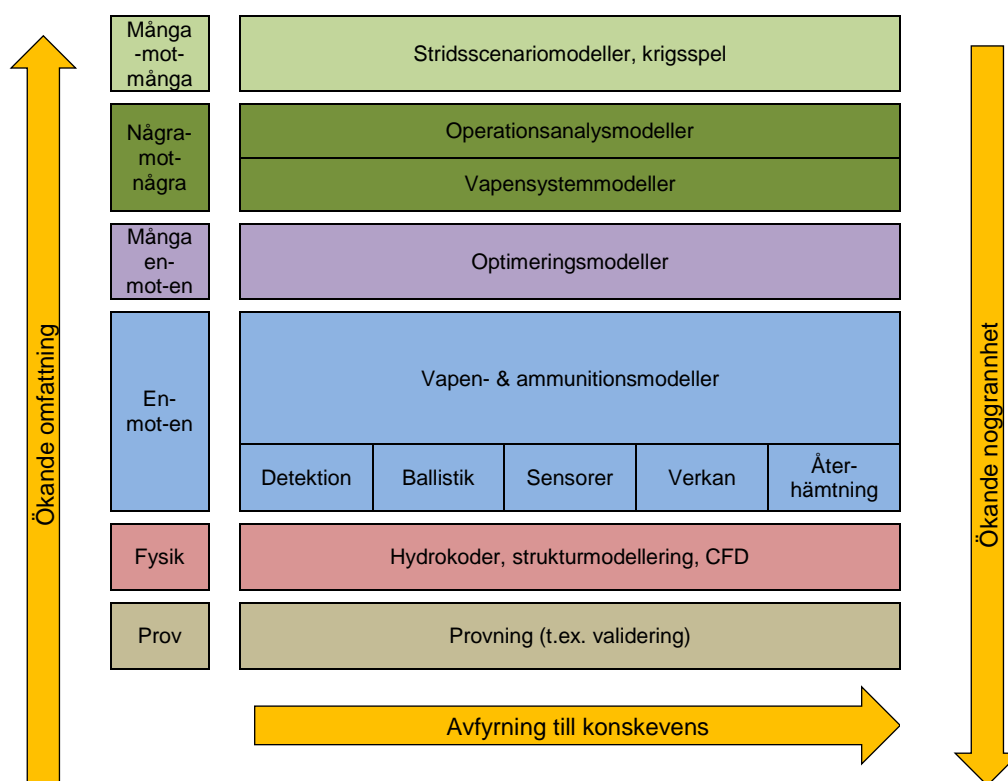 Många
-mot-
många
Stridsscenariomodeller, krigsspel
Några-
mot-
några
Operationsanalysmodeller
Vapensystemmodeller
Många
en-
mot-en
Optimeringsmodeller
En-
mot-en
Vapen- & ammunitionsmodeller
Detektion
Ballistik
Sensorer
Verkan
Åter-
hämtning
Fysik
Hydrokoder, strukturmodellering, CFD
Prov
Provning (t.ex. validering)
Avfyrning till konskevens
Ökande omfattning
Ökande noggrannhet